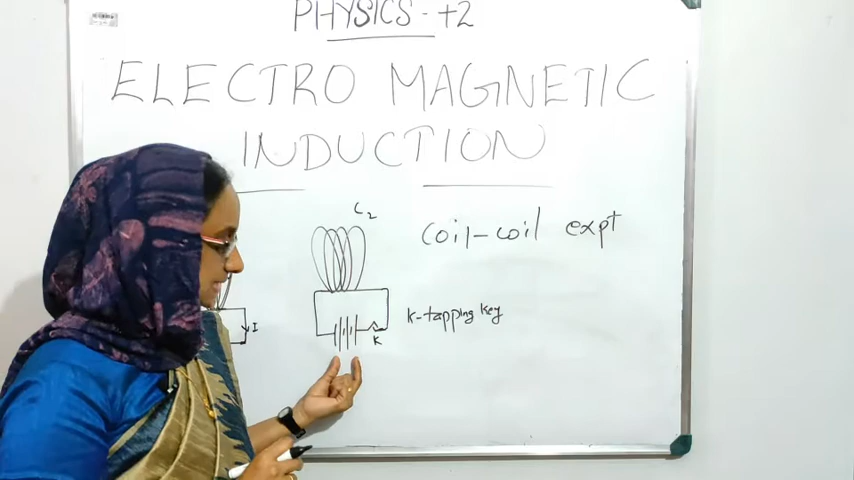 PHYSICS - +2
ELECTRO MAGNETIC
INDUCTION
C2
coil-coil expt
I
K-tapping key
K